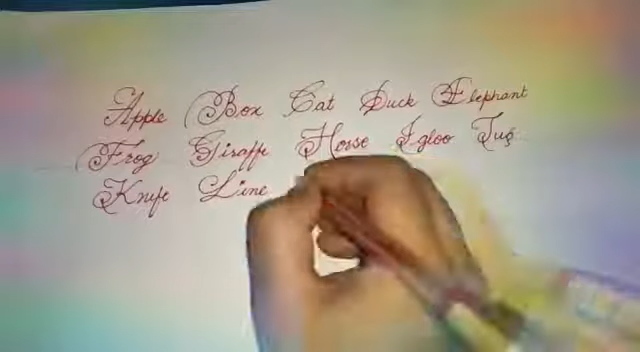 Apple Box Cat Duck Elephant
Frog Giraffe Horse Igloo Jug
Knife Line